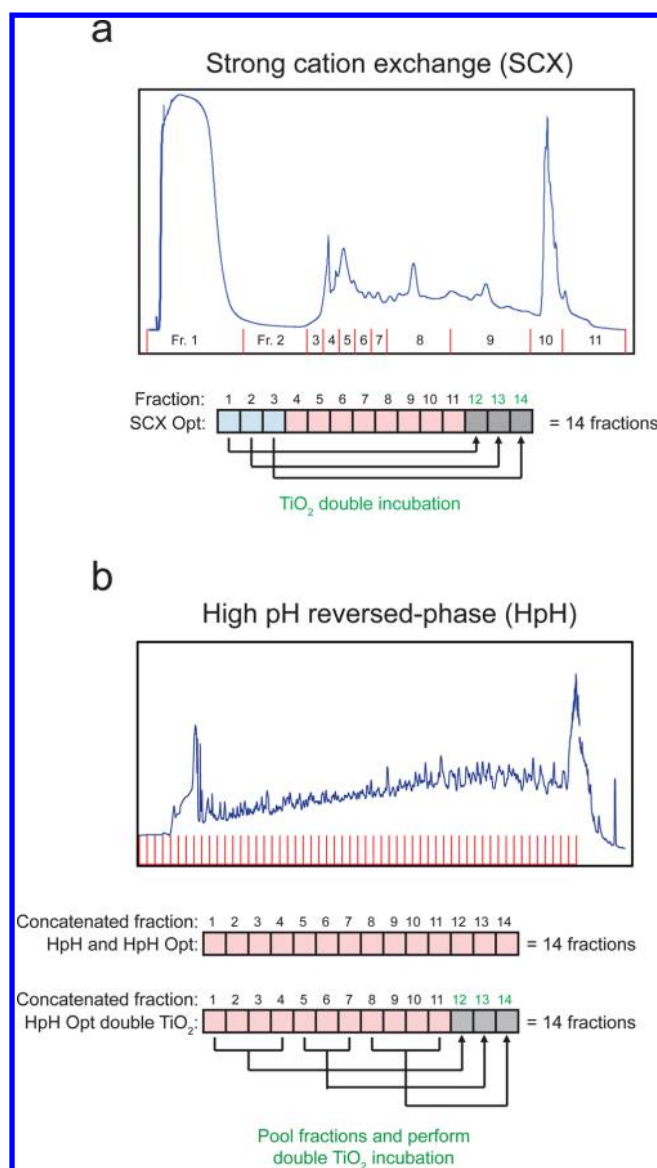 a
Strong cation exchange (SCX)
Fr. 1 Fr. 2 3 4 5 6 7 8 9 10 11
Fraction: 1 2 3 4 5 6 7 8 9 10 11 12 13 14
SCX Opt: = 14 fractions
TiO2 double incubation
b
High pH reversed-phase (HpH)
Concatenated fraction: 1 2 3 4 5 6 7 8 9 10 11 12 13 14
HpH and HpH Opt: = 14 fractions
Concatenated fraction: 1 2 3 4 5 6 7 8 9 10 11 12 13 14
HpH Opt double TiO2: = 14 fractions
Pool fractions and perform
double TiO2 incubation